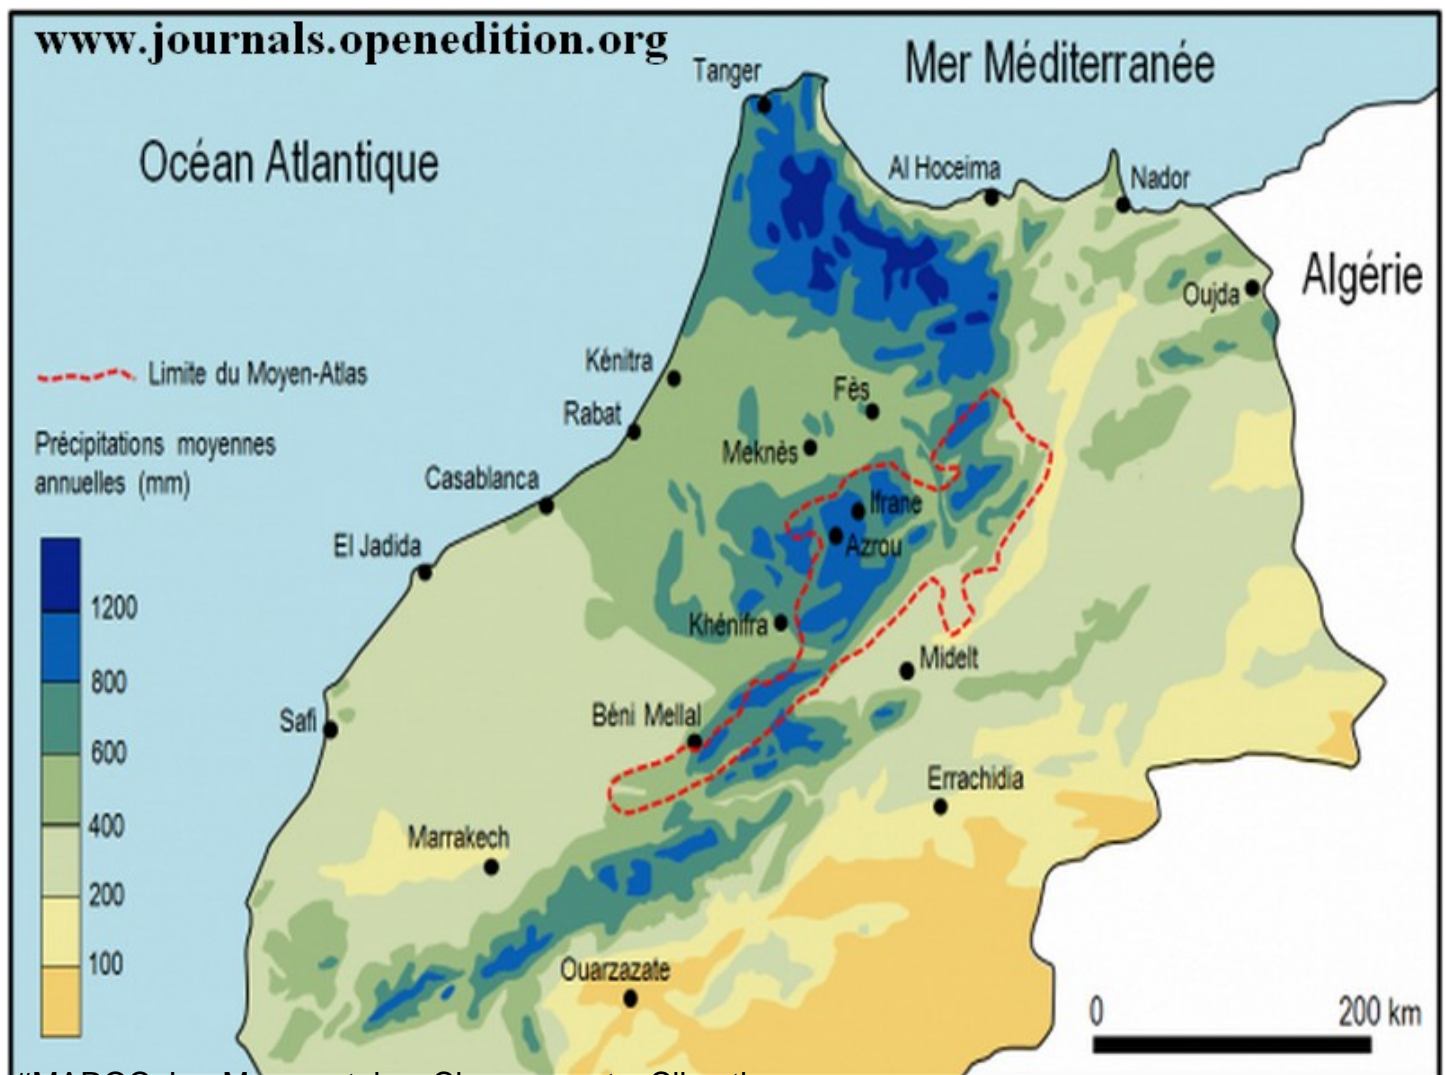 www.journals.openedition.org
Tanger
Mer Méditerranée
Océan Atlantique
Al Hoceima
Nador
Algérie
Oujda
Kénitra
Limite du Moyen-Atlas
Fès
Rabat
Précipitations moyennes
annuelles (mm)
Meknès
Casablanca
Ifrane
El Jadida
Azrou
1200
Khénifra
Midelt
800
Béni Mellal
Safi
600
Errachidia
400
Marrakech
200
100
Ouarzazate
0 200 km